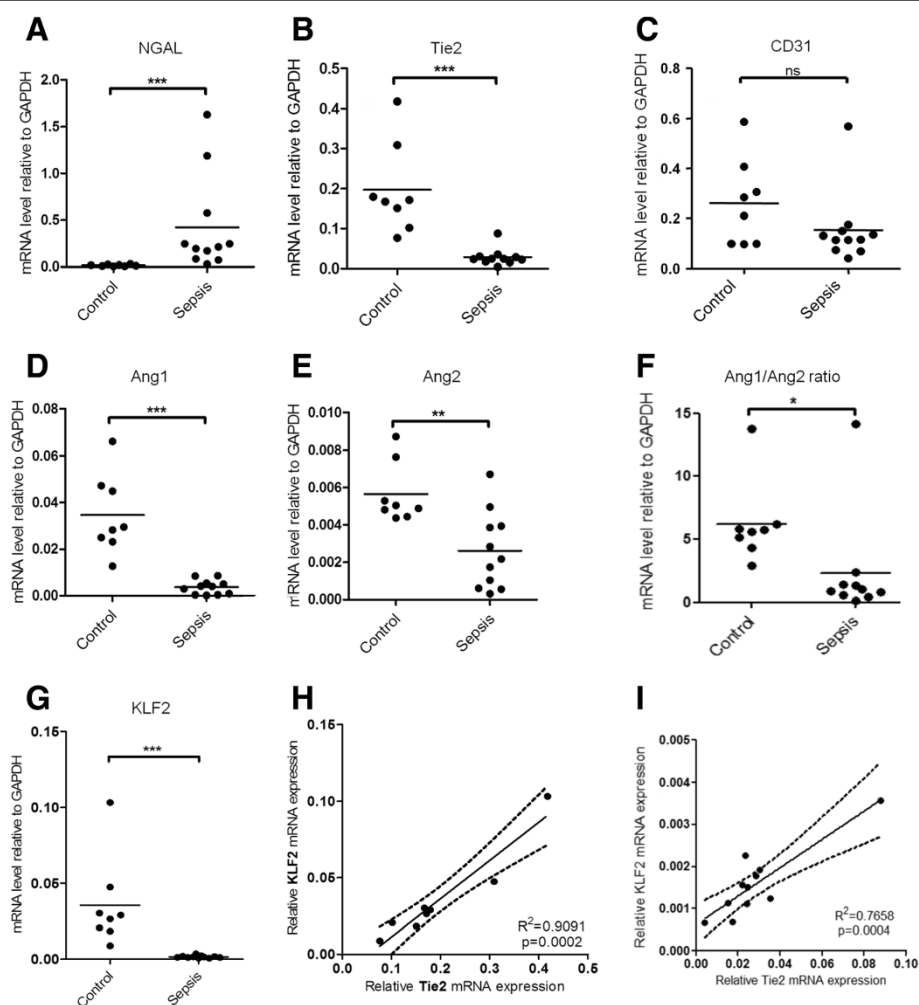 A
NGAL
mRNA level relative to GAPDH
2.0
1.5
1.0
0.5
0.0
***
Control
Sepsis
B
Tie2
mRNA level relative to GAPDH
0.5
0.4
0.3
0.2
0.1
0.0
***
Control
Sepsis
C
CD31
mRNA level relative to GAPDH
0.8
0.6
0.4
0.2
0.0
ns
Control
Sepsis
D
Ang1
mRNA level relative to GAPDH
0.08
0.06
0.04
0.02
0.00
***
Control
Sepsis
E
Ang2
mRNA level relative to GAPDH
0.010
0.008
0.006
0.004
0.002
0.000
**
Control
Sepsis
F
Ang1/Ang2 ratio
mRNA level relative to GAPDH
15
10
5
0
*
Control
Sepsis
G
KLF2
mRNA level relative to GAPDH
0.15
0.10
0.05
0.00
***
Control
Sepsis
H
Relative KLF2 mRNA expression
0.15
0.10
0.05
0.00
R²=0.9091
p=0.0002
0.0 0.1 0.2 0.3 0.4 0.5
Relative Tie2 mRNA expression
I
Relative KLF2 mRNA expression
0.005
0.004
0.003
0.002
0.001
0.000
R²=0.7658
p=0.0004
0.00 0.02 0.04 0.06 0.08 0.10
Relative Tie2 mRNA expression